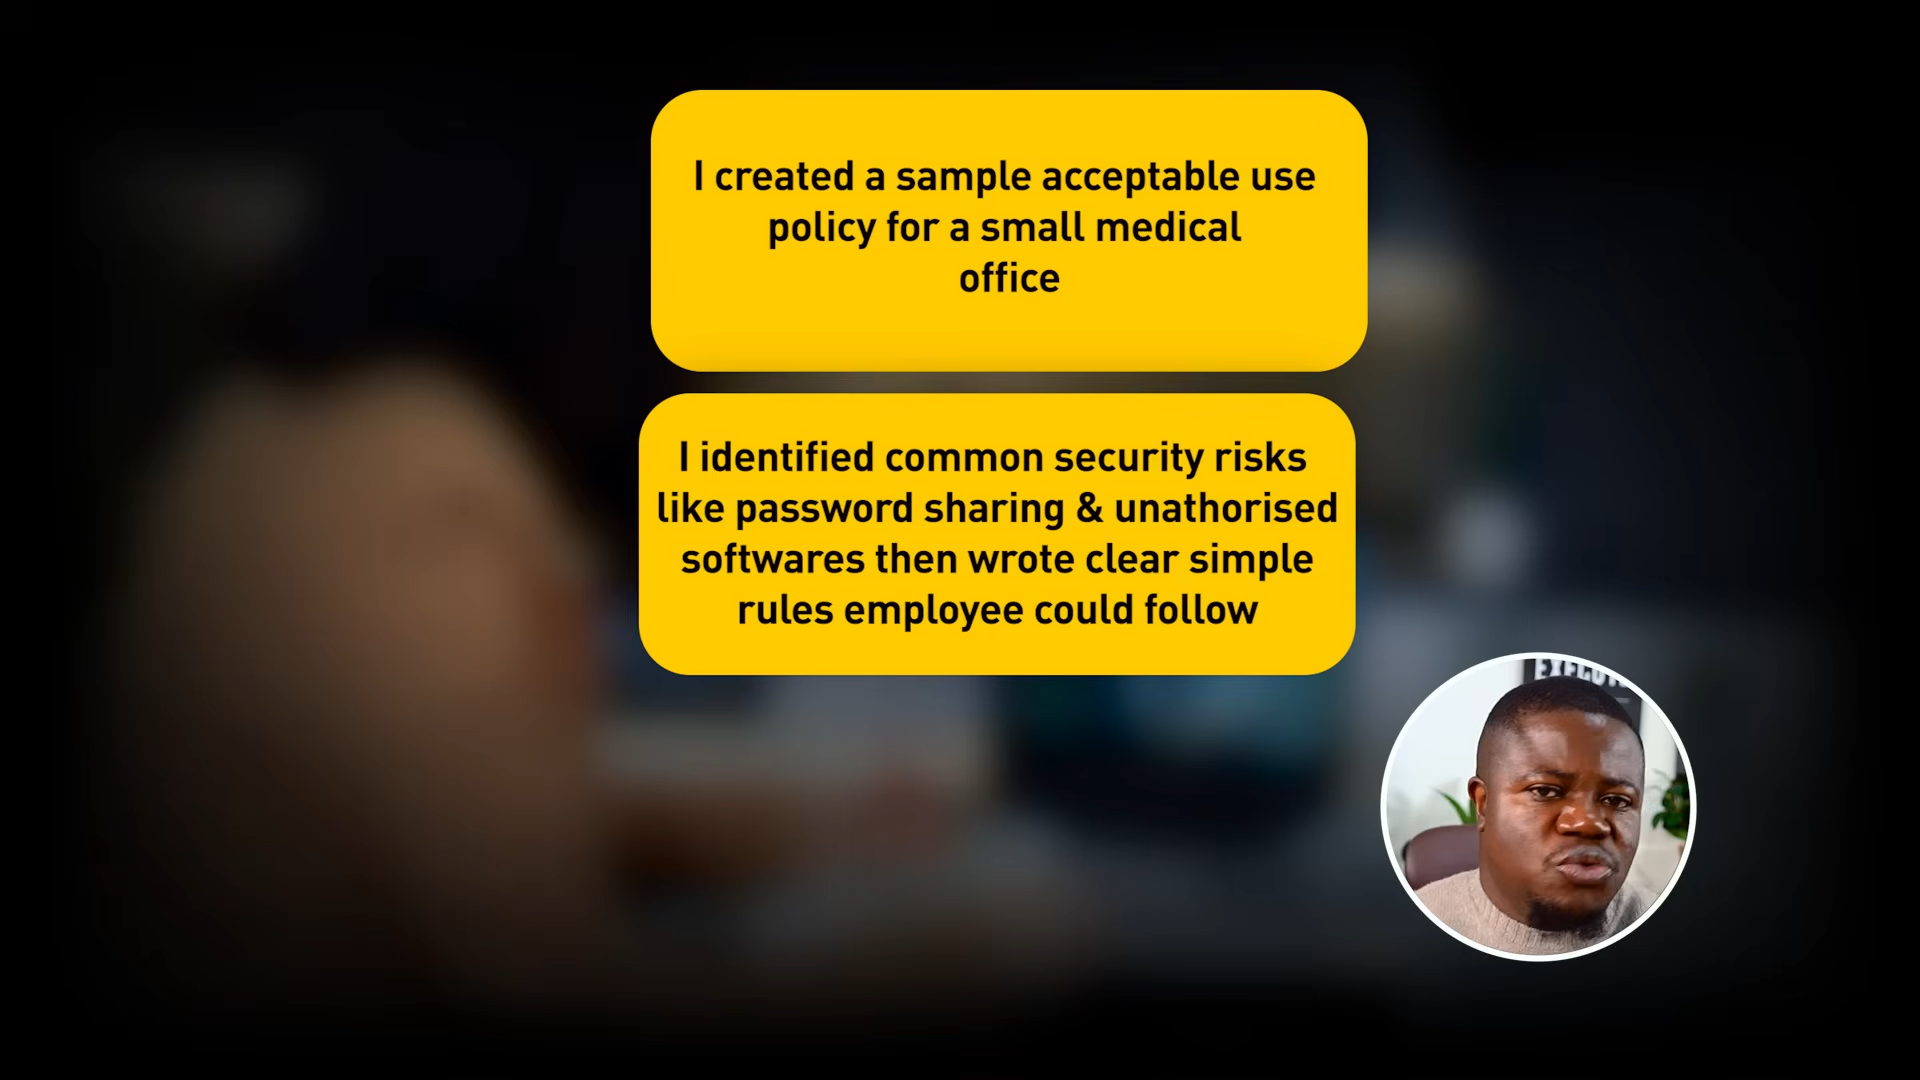 I created a sample acceptable use
policy for a small medical
office
I identified common security risks
like password sharing & unathorised
softwares then wrote clear simple
rules employee could follow